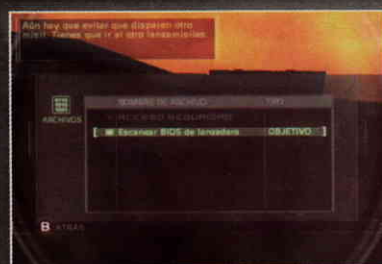 Aún hay que evitar que disparen otro
misil. Tienes que ir al otro lanzamisiles.
NOMBRE DE ARCHIVO TIPO
ARCHIVOS
ACCESO SEGURIDAD
[ Escanear BIOS de lanzadera OBJETIVO ]
B ATRÁS